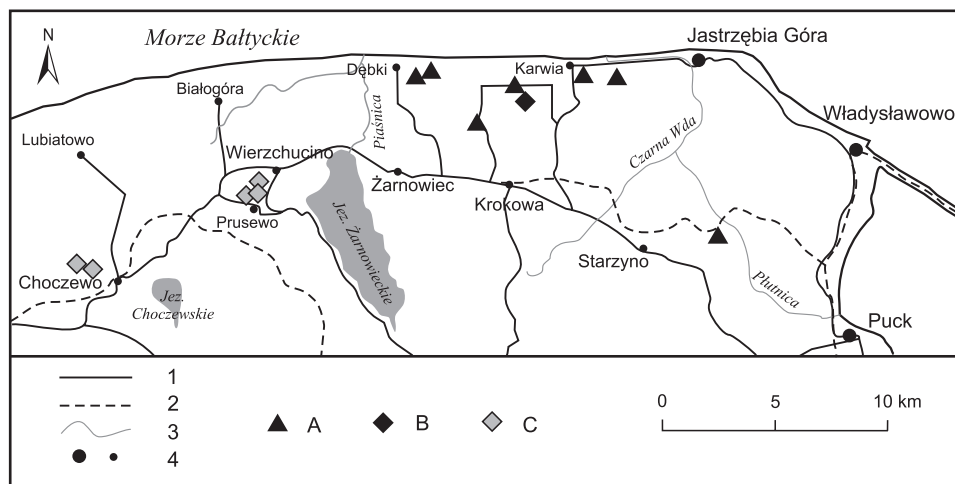 N
Morze Bałtyckie
Jastrzębia Góra
Dębki
Karwia
Białogóra
Władysławowo
Piaśnica
Lubiatowo
Czarna Wda
Wierzchucino
Żarnowiec
Krokowa
Prusewo
Jez. Żarnowieckie
Starzyno
Choczewo
Jez.
Choczewskie
Płutnica
Puck
1
2
3
4
A
B
C
0
5
10 km